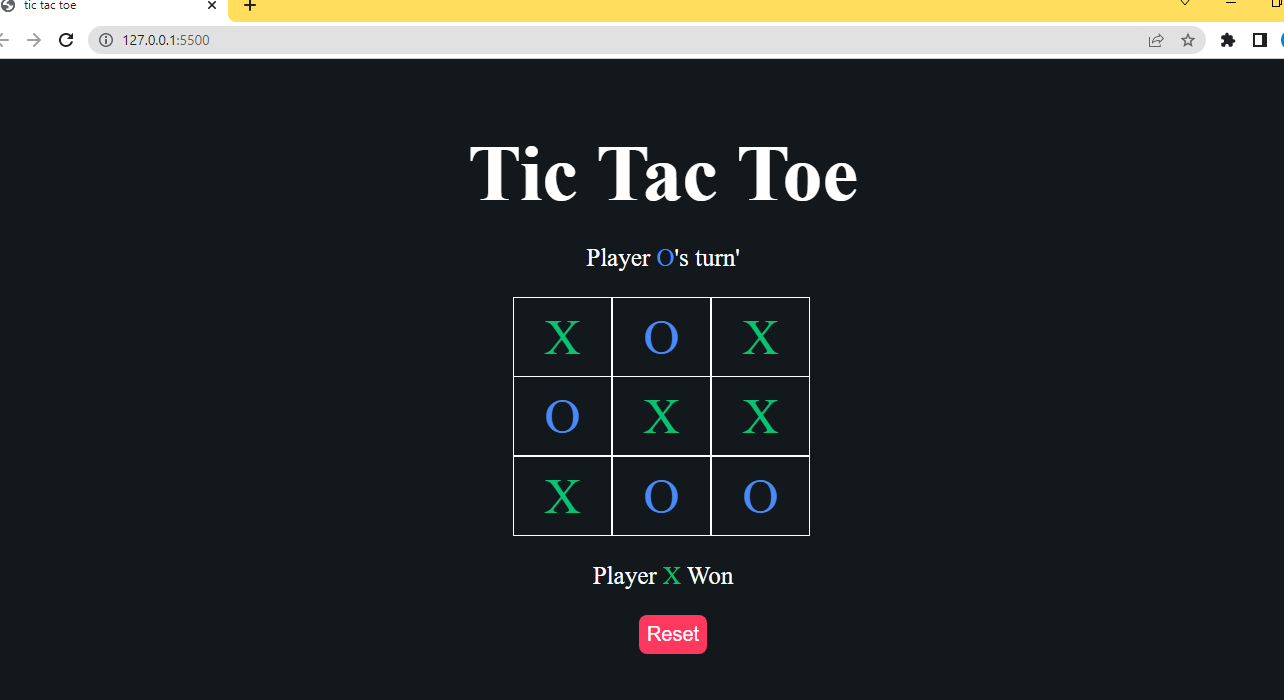 tic tac toe
127.0.0.1:5500
Tic Tac Toe
Player O's turn'
X O X
O X X
X O O
Player X Won
Reset